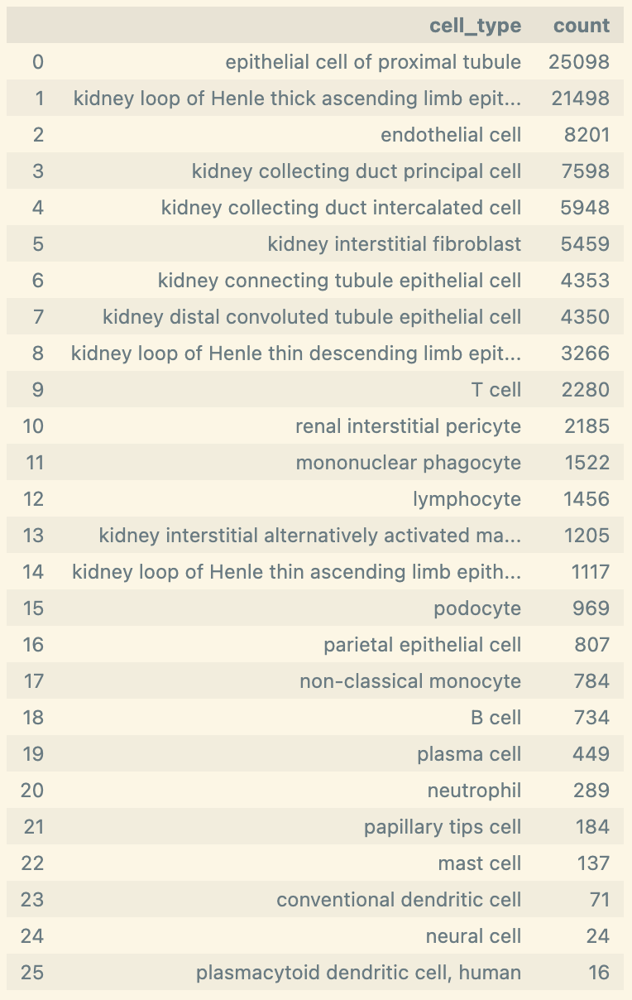 cell_type count
0 epithelial cell of proximal tubule 25098
1 kidney loop of Henle thick ascending limb epit... 21498
2 endothelial cell 8201
3 kidney collecting duct principal cell 7598
4 kidney collecting duct intercalated cell 5948
5 kidney interstitial fibroblast 5459
6 kidney connecting tubule epithelial cell 4353
7 kidney distal convoluted tubule epithelial cell 4350
8 kidney loop of Henle thin descending limb epit... 3266
9 T cell 2280
10 renal interstitial pericyte 2185
11 mononuclear phagocyte 1522
12 lymphocyte 1456
13 kidney interstitial alternatively activated ma... 1205
14 kidney loop of Henle thin ascending limb epith... 1117
15 podocyte 969
16 parietal epithelial cell 807
17 non-classical monocyte 784
18 B cell 734
19 plasma cell 449
20 neutrophil 289
21 papillary tips cell 184
22 mast cell 137
23 conventional dendritic cell 71
24 neural cell 24
25 plasmacytoid dendritic cell, human 16